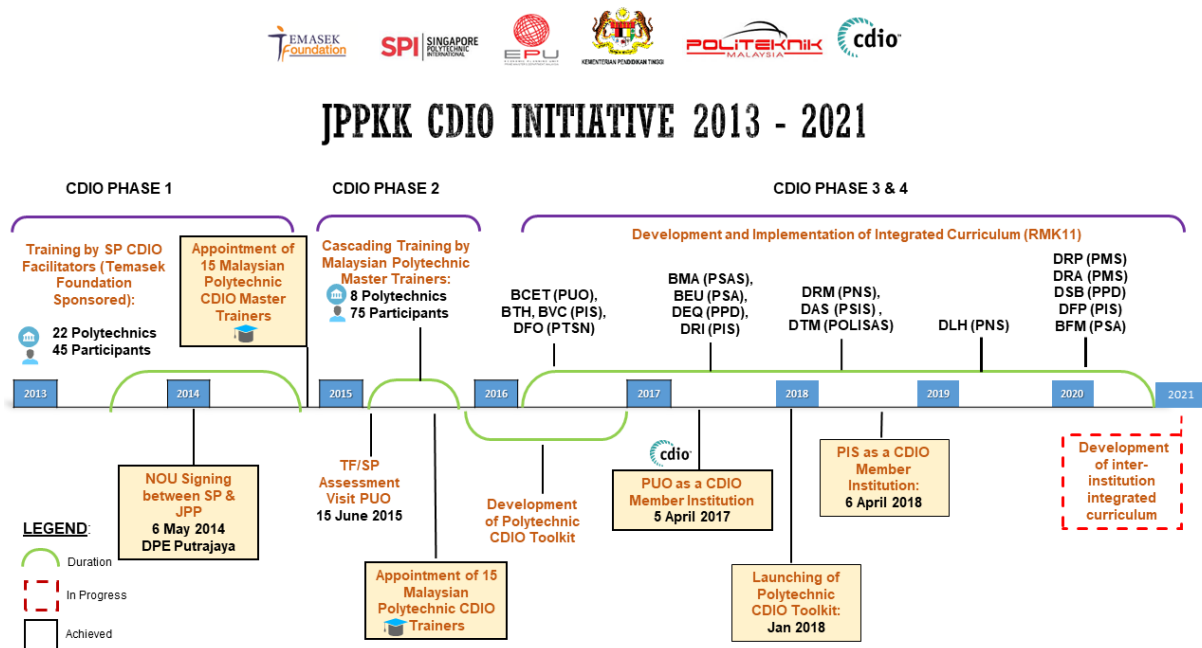 TEMASEK
Foundation
SPI
SINGAPORE
POLYTECHNIC
INTERNATIONAL
EPU
KEMENTERIAN PENDIDIKAN TINGGI
POLITEKNIK
MALAYSIA
cdio
JPPKK CDIO INITIATIVE 2013 - 2021
CDIO PHASE 1
CDIO PHASE 2
CDIO PHASE 3 & 4
Training by SP CDIO
Facilitators (Temasek
Foundation
Sponsored):
22 Polytechnics
45 Participants
Appointment of
15 Malaysian
Polytechnic
CDIO Master
Trainers
Cascading Training by
Malaysian Polytechnic
Master Trainers:
8 Polytechnics
75 Participants
Development and Implementation of Integrated Curriculum (RMK11)
BCET (PUO),
BTH, BVC (PIS),
DFO (PTSN)
BMA (PSAS),
BEU (PSA),
DEQ (PPD),
DRI (PIS)
DRM (PNS),
DAS (PSIS),
DTM (POLISAS)
DLH (PNS)
DRP (PMS)
DRA (PMS)
DSB (PPD)
DFP (PIS)
BFM (PSA)
2013
2014
2015
2016
2017
2018
2019
2020
2021
NOU Signing
between SP &
JPP
6 May 2014
DPE Putrajaya
TF/SP
Assessment
Visit PUO
15 June 2015
Appointment of 15
Malaysian
Polytechnic CDIO
Trainers
Development
of Polytechnic
CDIO Toolkit
cdio
PUO as a CDIO
Member Institution
5 April 2017
Launching of
Polytechnic
CDIO Toolkit:
Jan 2018
PIS as a CDIO
Member
Institution:
6 April 2018
Development
of inter-
institution
integrated
curriculum
LEGEND:
Duration
In Progress
Achieved